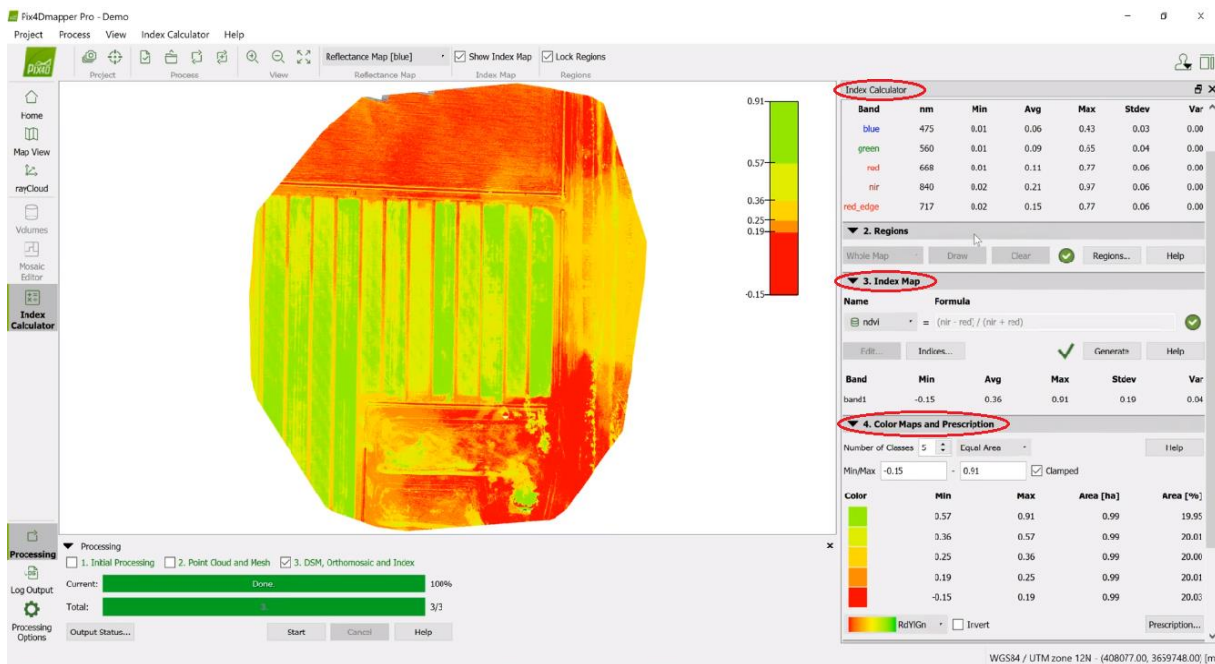 Pix4Dmapper Pro - Demo
Project Process View Index Calculator Help
PIX4D
Project Process View
Reflectance Map [blue]
Reflectance Map
Show Index Map
Index Map
Lock Regions
Regions
Home
Map View
rayCloud
Volumes
Mosaic Editor
Index Calculator
Processing
Log Output
Processing Options
0.91
0.57
0.36
0.25
0.19
-0.15
Index Calculator
Band nm Min Avg Max Stdev Var
blue 475 0.01 0.06 0.43 0.03 0.00
green 560 0.01 0.09 0.65 0.04 0.00
red 668 0.01 0.11 0.77 0.06 0.00
nir 840 0.02 0.21 0.97 0.06 0.00
red_edge 717 0.02 0.15 0.77 0.06 0.00
2. Regions
Whole Map Draw Clear Regions... Help
3. Index Map
Name Formula
ndvi = (nir - red) / (nir + red)
Edit... Indices... Generate Help
Band Min Avg Max Stdev Var
band1 -0.15 0.36 0.91 0.19 0.04
4. Color Maps and Prescription
Number of Classes 5 Equal Area Help
Min/Max -0.15 - 0.91 Clamped
Color Min Max Area [ha] Area [%]
0.57 0.91 0.99 19.95
0.36 0.57 0.99 20.01
0.25 0.36 0.99 20.00
0.19 0.25 0.99 20.01
-0.15 0.19 0.99 20.03
RdYlGn Invert Prescription...
Processing
1. Initial Processing 2. Point Cloud and Mesh 3. DSM, Orthomosaic and Index
Current: Done. 100%
Total: 3/3
Output Status... Start Cancel Help
WGS84 / UTM zone 12N - (408077.00, 3659748.00) [m